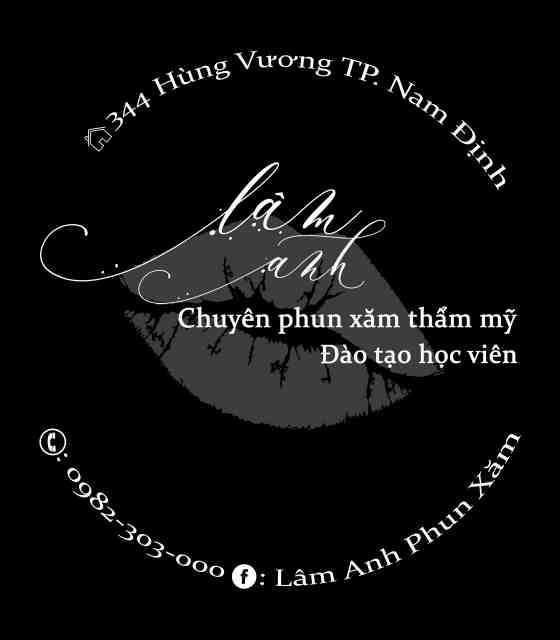 344 Hùng Vương TP. Nam Định
lâm
anh
Chuyên phun xăm thẩm mỹ
Đào tạo học viên
: 0982-303-000 f: Lâm Anh Phun Xăm